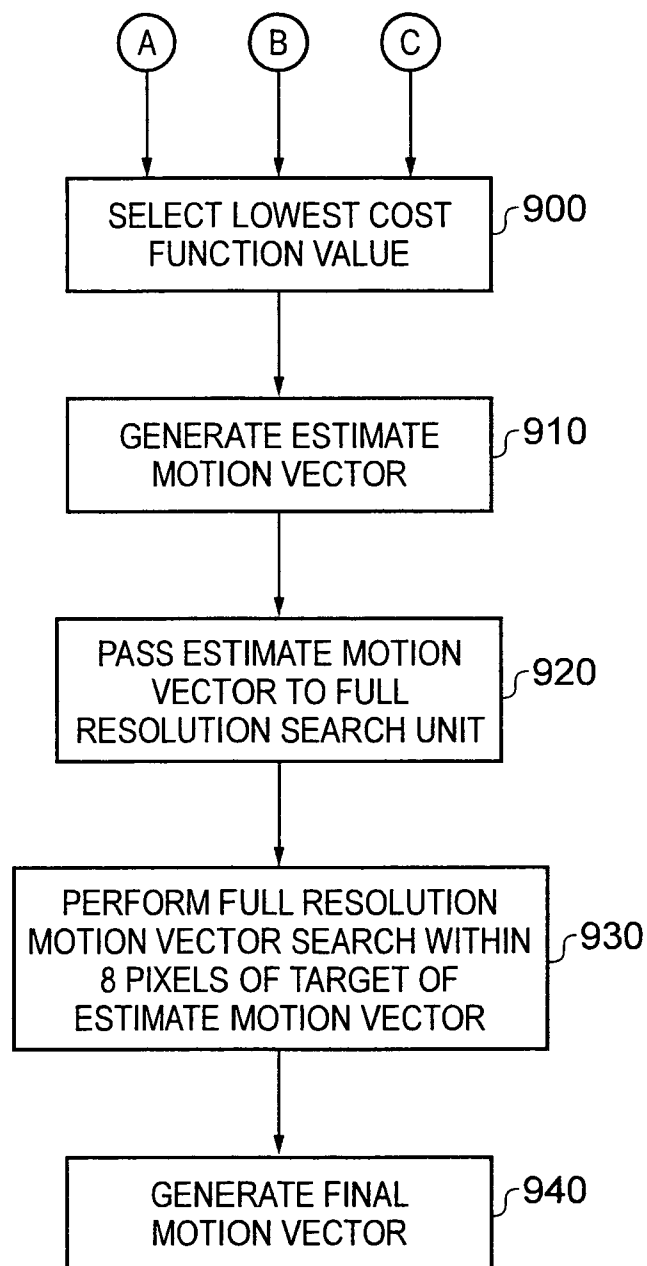 A B C
SELECT LOWEST COST
FUNCTION VALUE
900
GENERATE ESTIMATE
MOTION VECTOR
910
PASS ESTIMATE MOTION
VECTOR TO FULL
RESOLUTION SEARCH UNIT
920
PERFORM FULL RESOLUTION
MOTION VECTOR SEARCH WITHIN
8 PIXELS OF TARGET OF
ESTIMATE MOTION VECTOR
930
GENERATE FINAL
MOTION VECTOR
940